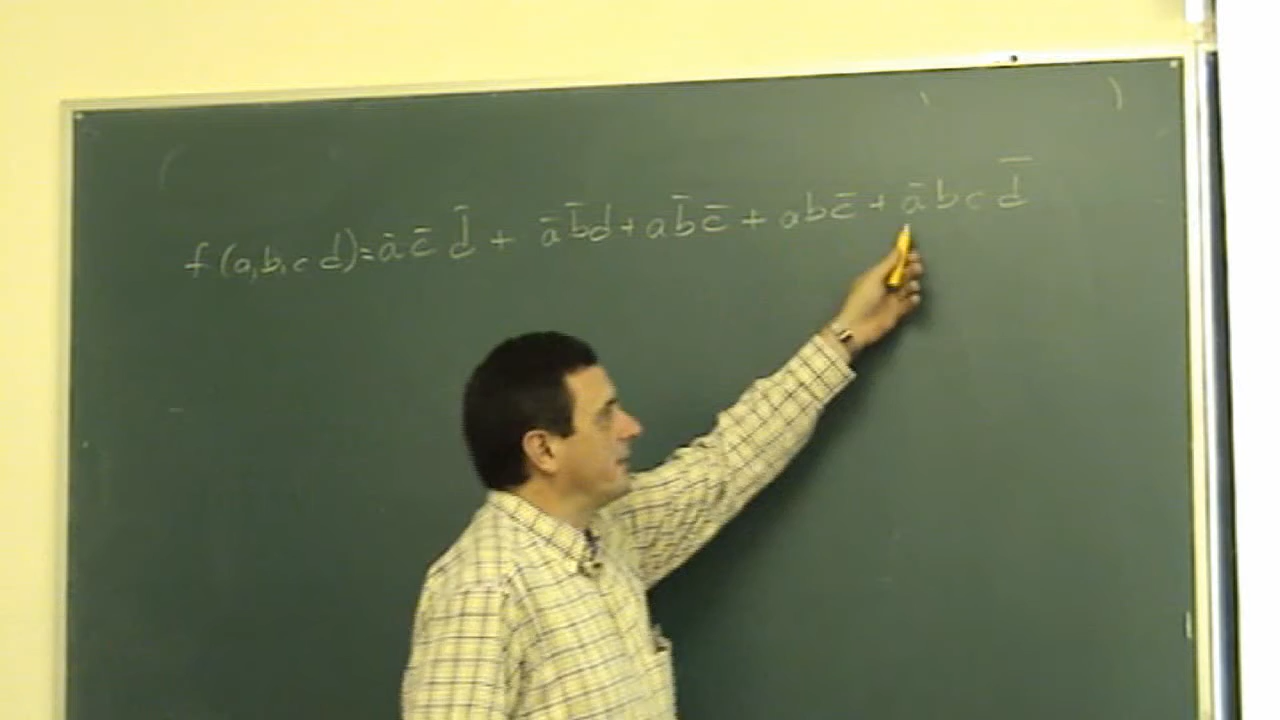 f(a,b,c d)=āc̄d̄ + āb̄d+ab̄c̄ + abc̄+ābcd̄